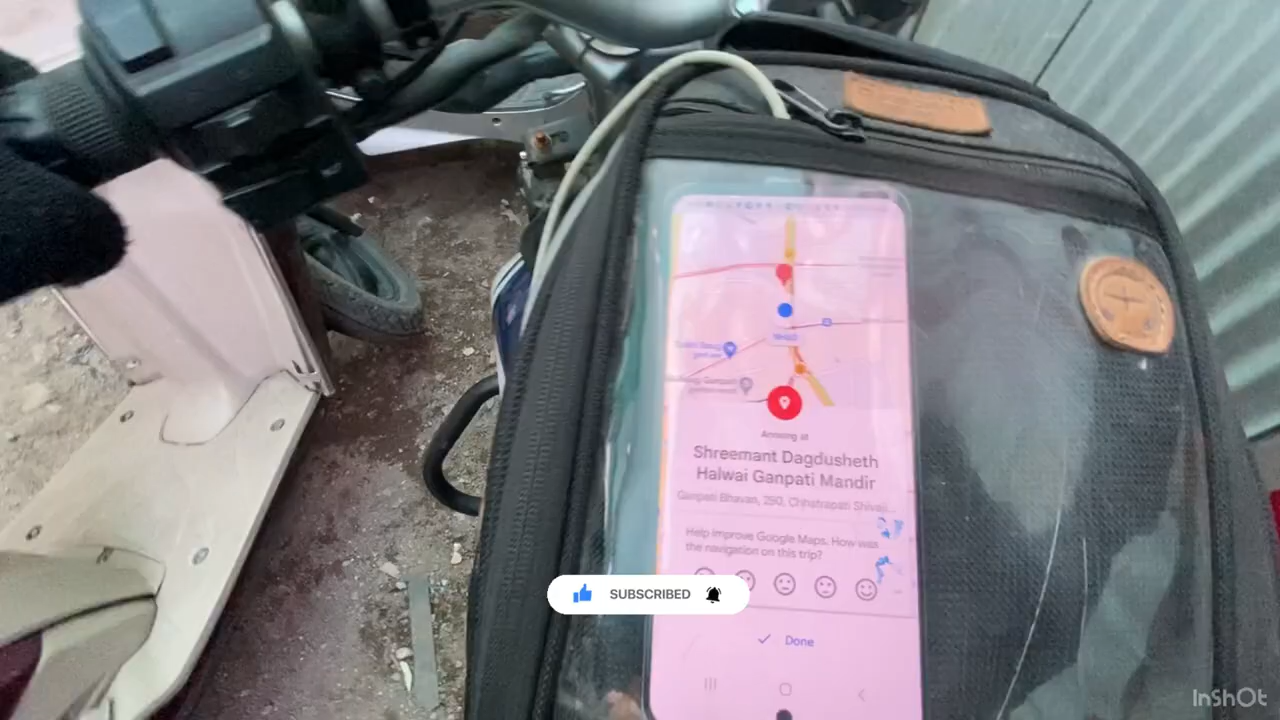 Arriving at
Shreemant Dagdusheth
Halwai Ganpati Mandir
Ganpati Bhavan, 250, Chhatrapati Shivaji...
Help improve Google Maps. How was
the navigation on this trip?
SUBSCRIBED
Done
InShOt